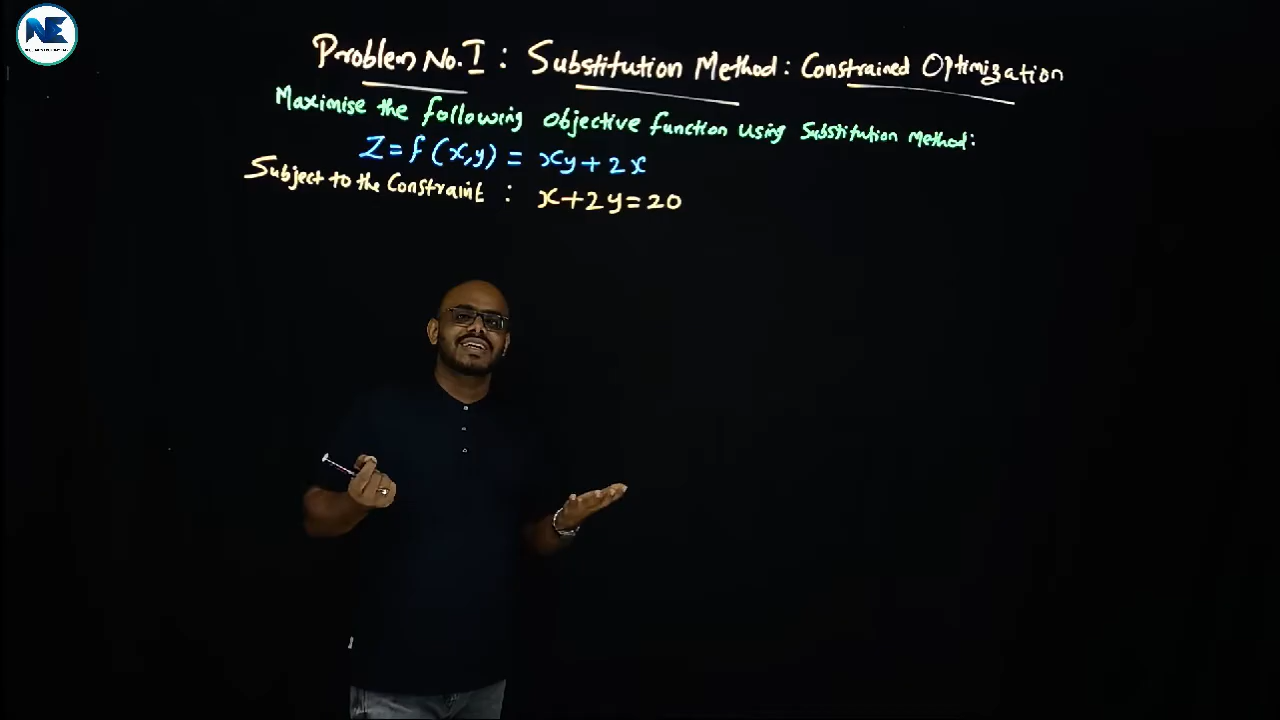 NE
Problem No. I : Substitution Method : Constrained Optimization
Maximise the following objective function using Substitution Method:
Z = f (x,y) = xy + 2x
Subject to the Constraint : x+2y=20